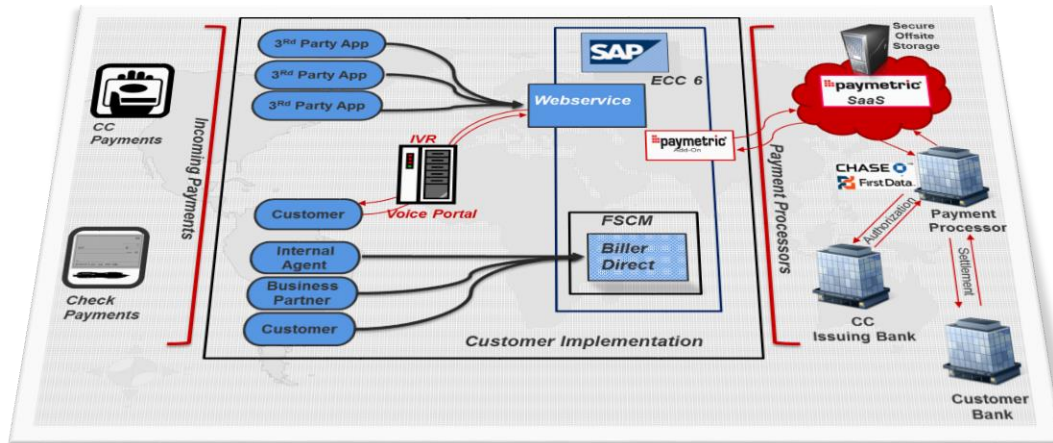 CC
Payments
Check
Payments
Incoming Payments
3Rd Party App
3Rd Party App
3Rd Party App
IVR
Voice Portal
Customer
Internal
Agent
Business
Partner
Customer
SAP
ECC 6
Webservice
paymetric
Add-On
FSCM
Biller
Direct
Customer Implementation
Payment Processors
Secure
Offsite
Storage
paymetric
SaaS
CHASE
First Data.
Payment
Processor
Authorization
Settlement
CC
Issuing Bank
Customer
Bank